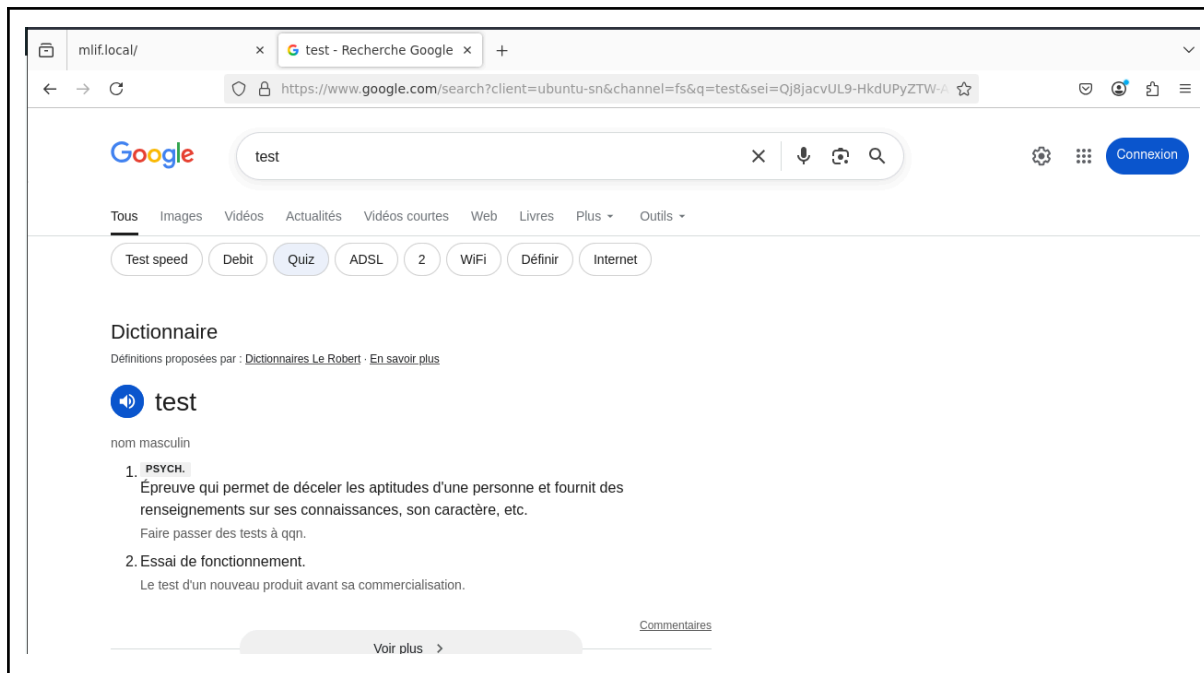 mlif.local/
test - Recherche Google
https://www.google.com/search?client=ubuntu-sn&channel=fs&q=test&sei=Qj8jacvUL9-HkdUPyZTW-A
Google
test
Connexion
Tous Images Vidéos Actualités Vidéos courtes Web Livres Plus Outils
Test speed Debit Quiz ADSL 2 WiFi Définir Internet
Dictionnaire
Définitions proposées par : Dictionnaires Le Robert · En savoir plus
test
nom masculin
1. PSYCH.
Épreuve qui permet de déceler les aptitudes d'une personne et fournit des
renseignements sur ses connaissances, son caractère, etc.
Faire passer des tests à qqn.
2. Essai de fonctionnement.
Le test d'un nouveau produit avant sa commercialisation.
Commentaires
Voir plus